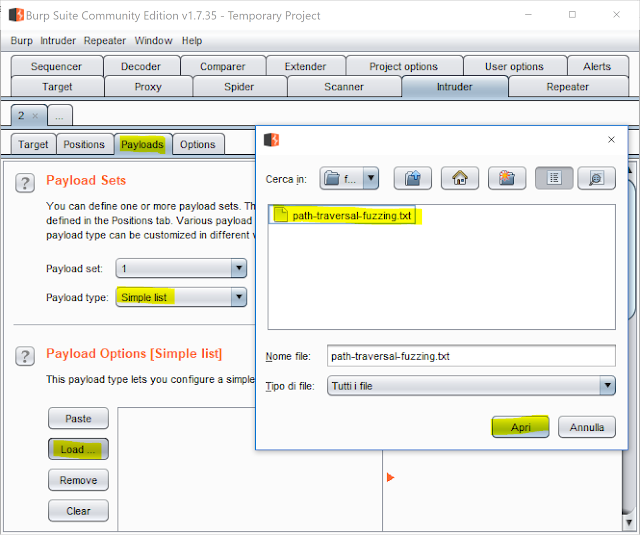 Burp Suite Community Edition v1.7.35 - Temporary Project
Burp Intruder Repeater Window Help
Sequencer Decoder Comparer Extender Project options User options Alerts
Target Proxy Spider Scanner Intruder Repeater
2 × ...
Target Positions Payloads Options
? Payload Sets
You can define one or more payload sets. Th
defined in the Positions tab. Various payload
payload type can be customized in different
Payload set: 1
Payload type: Simple list
? Payload Options [Simple list]
This payload type lets you configure a simple
Paste
Load ...
Remove
Clear
Cerca in: f...
path-traversal-fuzzing.txt
Nome file: path-traversal-fuzzing.txt
Tipo di file: Tutti i file
Apri Annulla